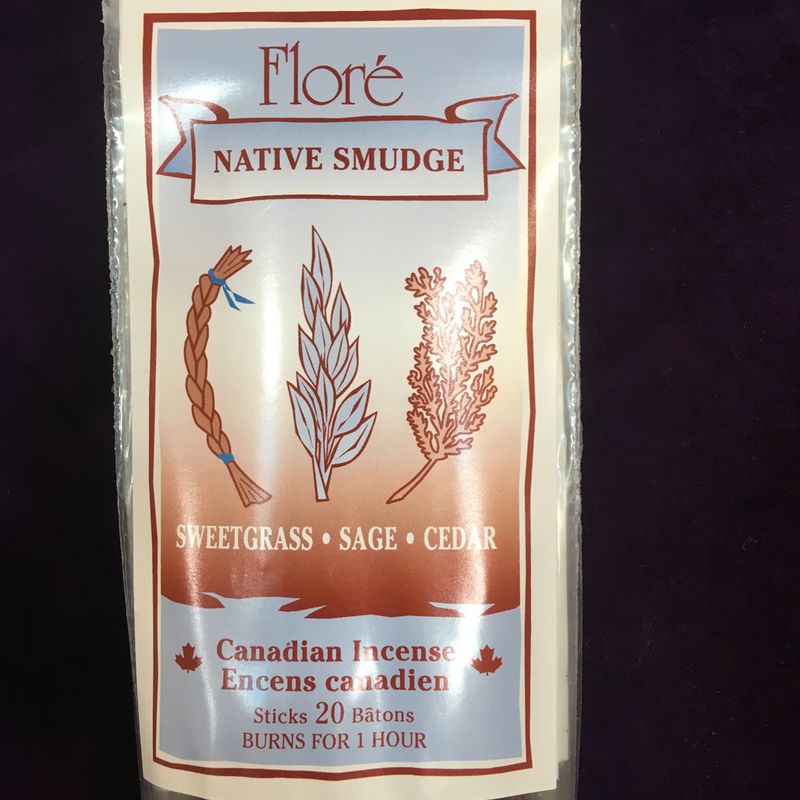 Floré
NATIVE SMUDGE
SWEETGRASS • SAGE • CEDAR
Canadian Incense
Encens canadien
Sticks 20 Bâtons
BURNS FOR 1 HOUR